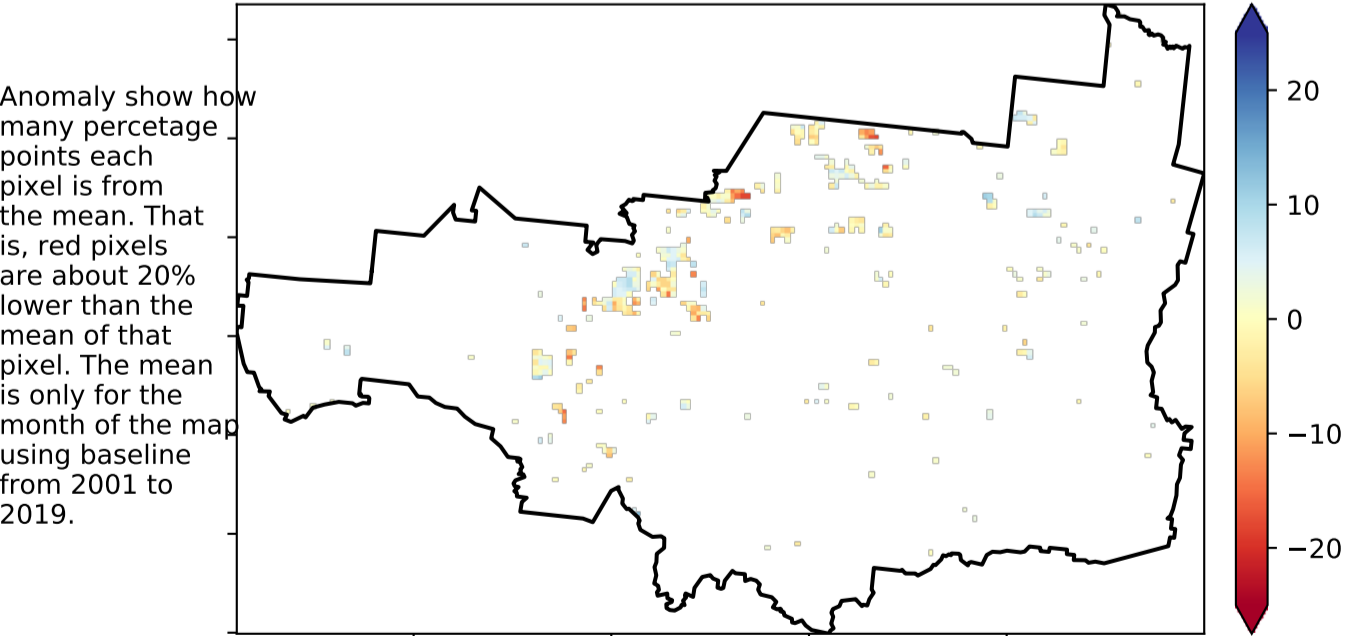 Anomaly show how
many percetage
points each
pixel is from
the mean. That
is, red pixels
are about 20%
lower than the
mean of that
pixel. The mean
is only for the
month of the map
using baseline
from 2001 to
2019.
20
10
0
−10
−20